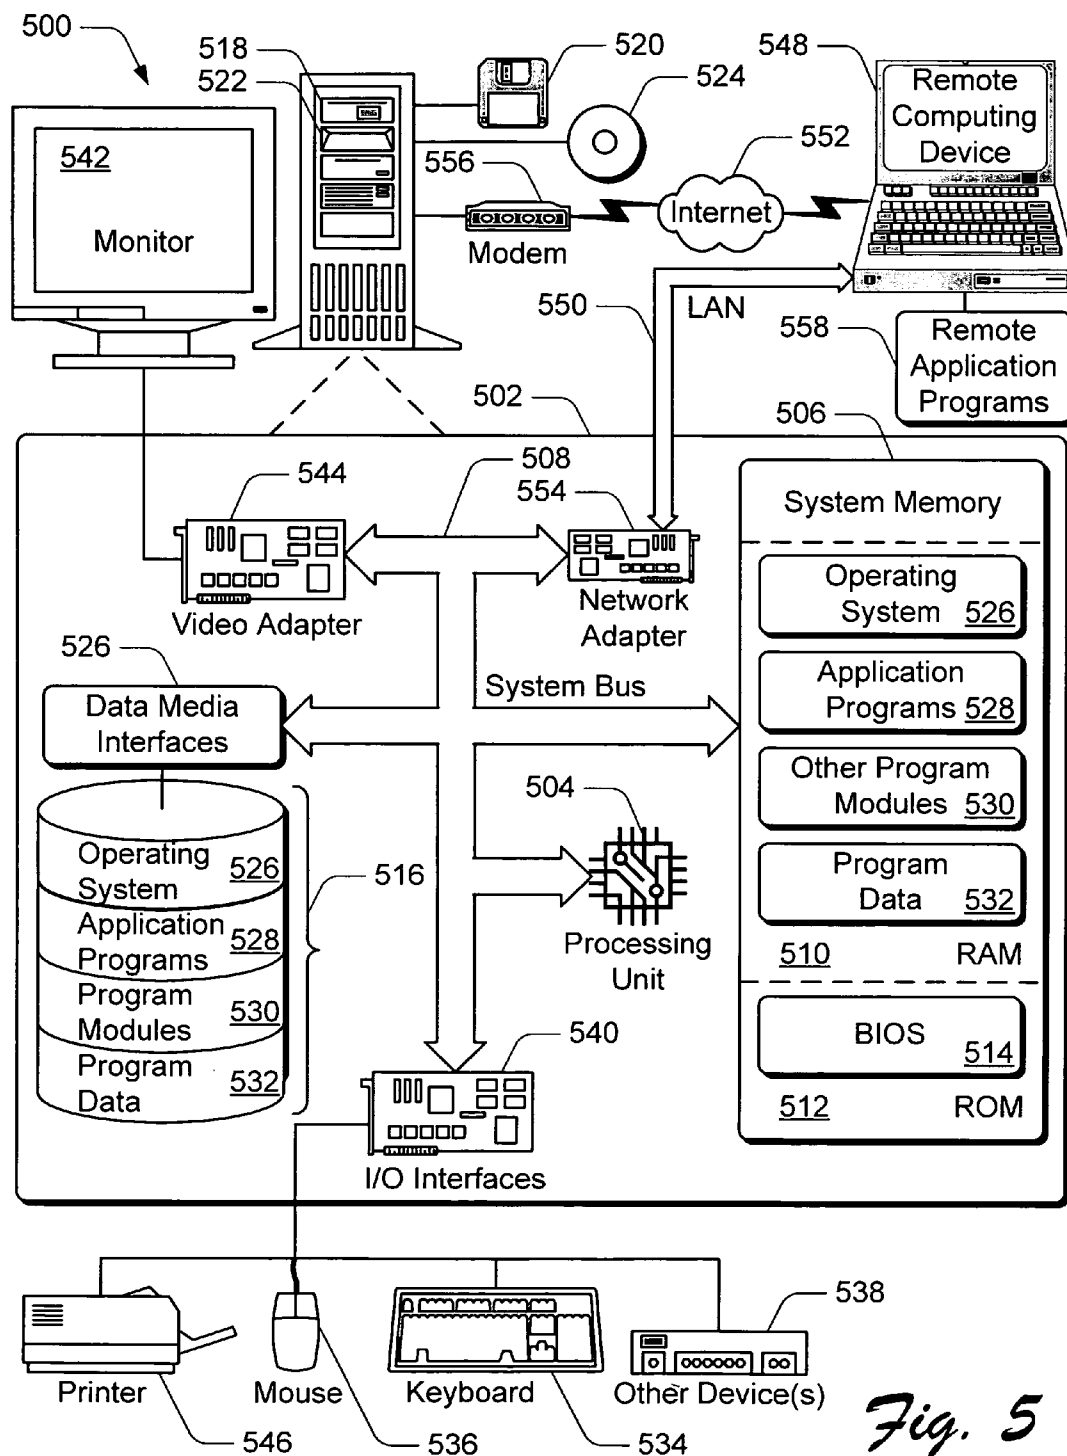 500
518
522
520
524
548
Remote
Computing
Device
542
Monitor
556
Modem
552
Internet
550
LAN
558
Remote
Application
Programs
502
506
508
544
554
Video Adapter
Network
Adapter
System Memory
Operating
System 526
Application
Programs 528
Other Program
Modules 530
Program
Data 532
510 RAM
BIOS 514
512 ROM
526
Data Media
Interfaces
System Bus
504
Processing
Unit
Operating
System 526
Application
Programs 528
Program
Modules 530
Program
Data 532
516
540
I/O Interfaces
Printer
546
Mouse
536
Keyboard
534
538
Other Device(s)
Fig. 5